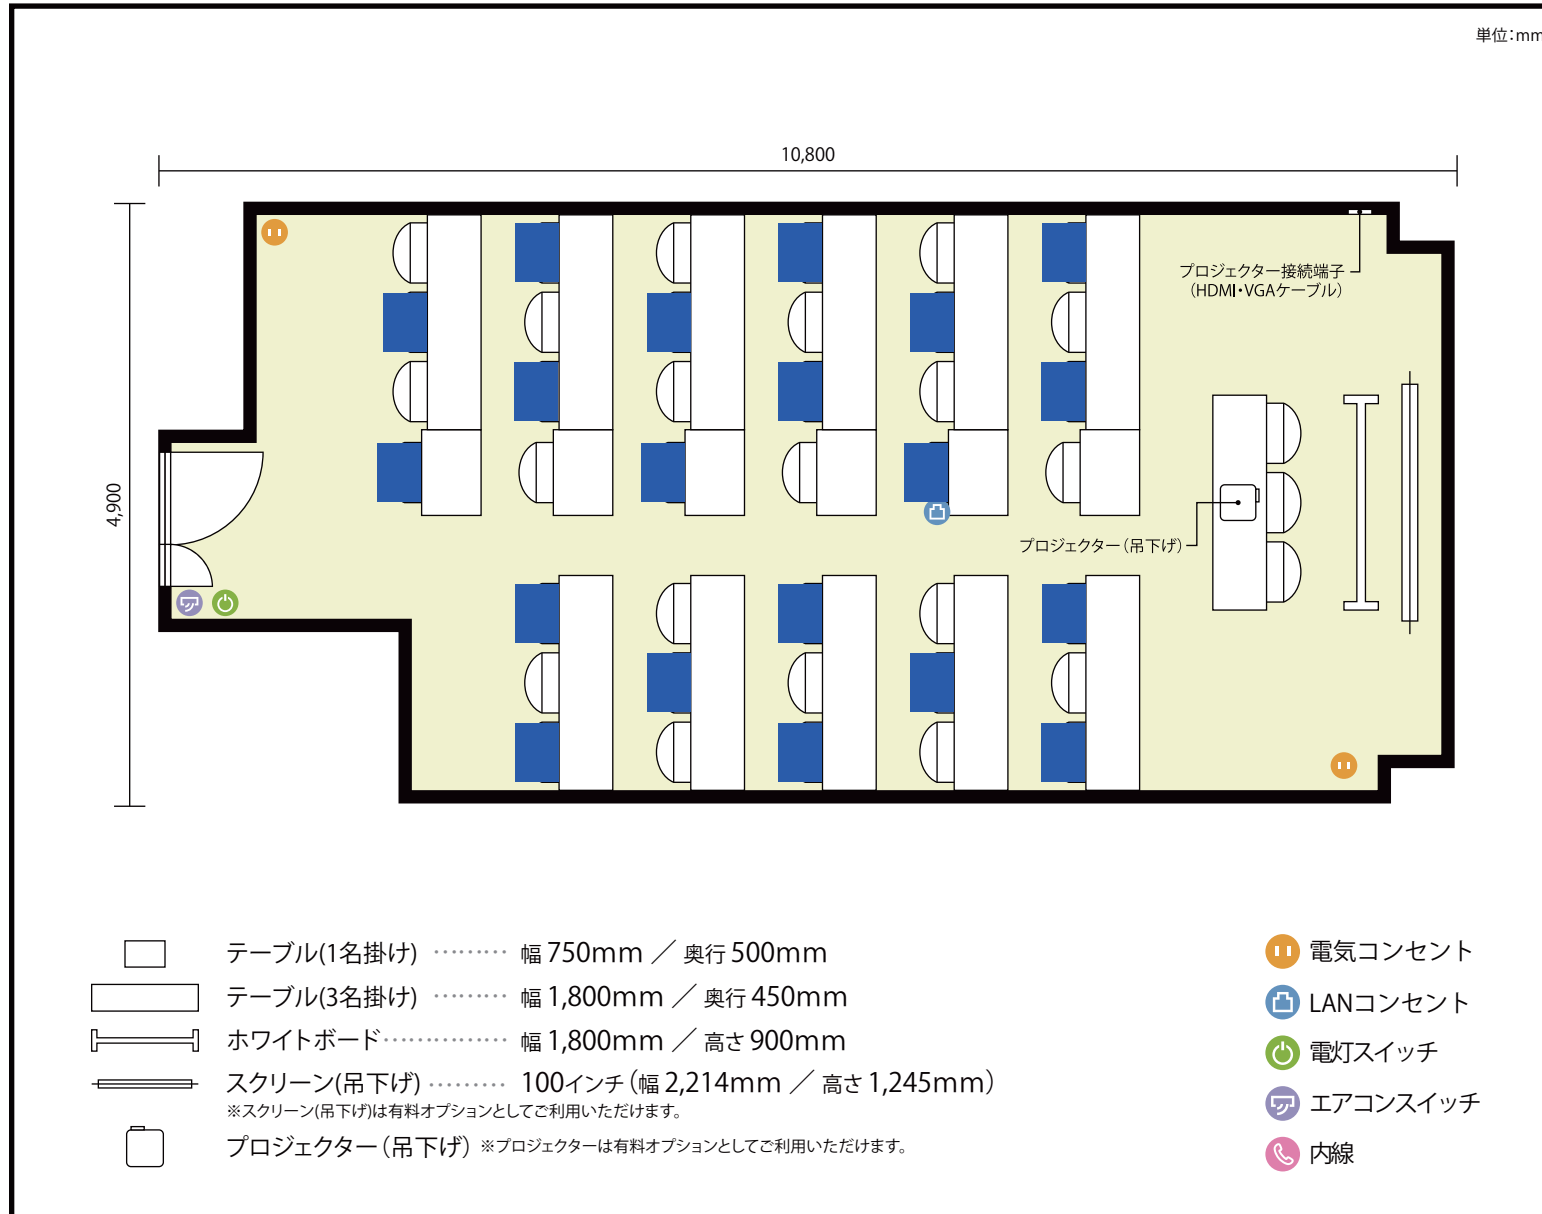 単位:mm
10,800
4,900
プロジェクター接続端子
(HDMI・VGAケーブル)
プロジェクター(吊下げ)
テーブル(1名掛け) ……… 幅 750mm ／ 奥行 500mm
テーブル(3名掛け) ……… 幅 1,800mm ／ 奥行 450mm
ホワイトボード…………… 幅 1,800mm ／ 高さ 900mm
スクリーン(吊下げ) ……… 100インチ(幅 2,214mm ／ 高さ 1,245mm)
※スクリーン(吊下げ)は有料オプションとしてご利用いただけます。
プロジェクター(吊下げ) ※プロジェクターは有料オプションとしてご利用いただけます。
電気コンセント
LANコンセント
電灯スイッチ
エアコンスイッチ
内線